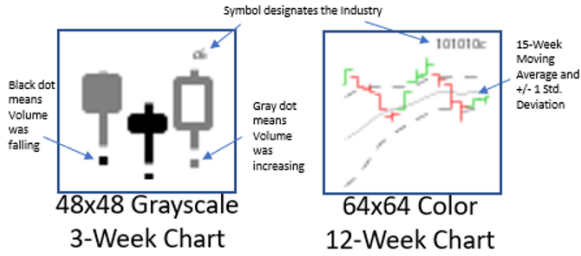 Symbol designates the Industry
101010c
Black dot
means
Volume
was
falling
Gray dot
means
Volume
was
increasing
15-Week
Moving
Average and
+/- 1 Std.
Deviation
48x48 Grayscale
3-Week Chart
64x64 Color
12-Week Chart